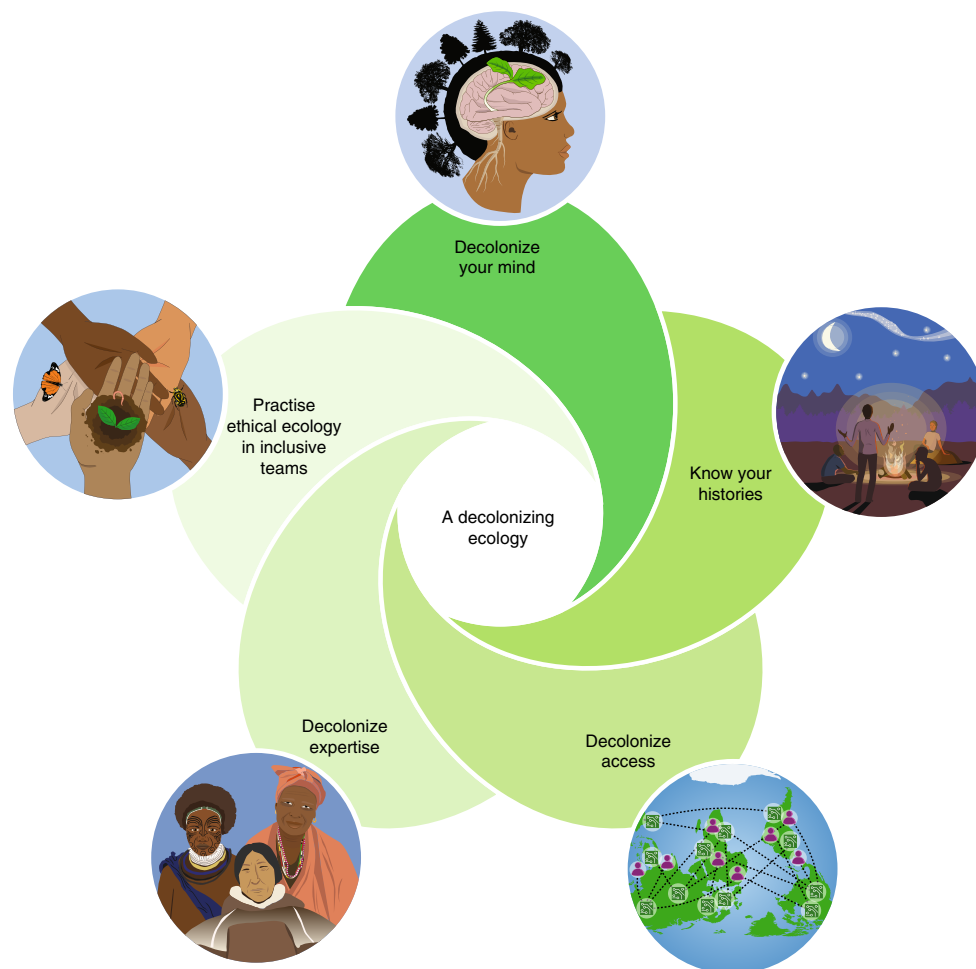 Decolonize
your mind
Know your
histories
Decolonize
access
Decolonize
expertise
Practise
ethical ecology
in inclusive
teams
A decolonizing
ecology